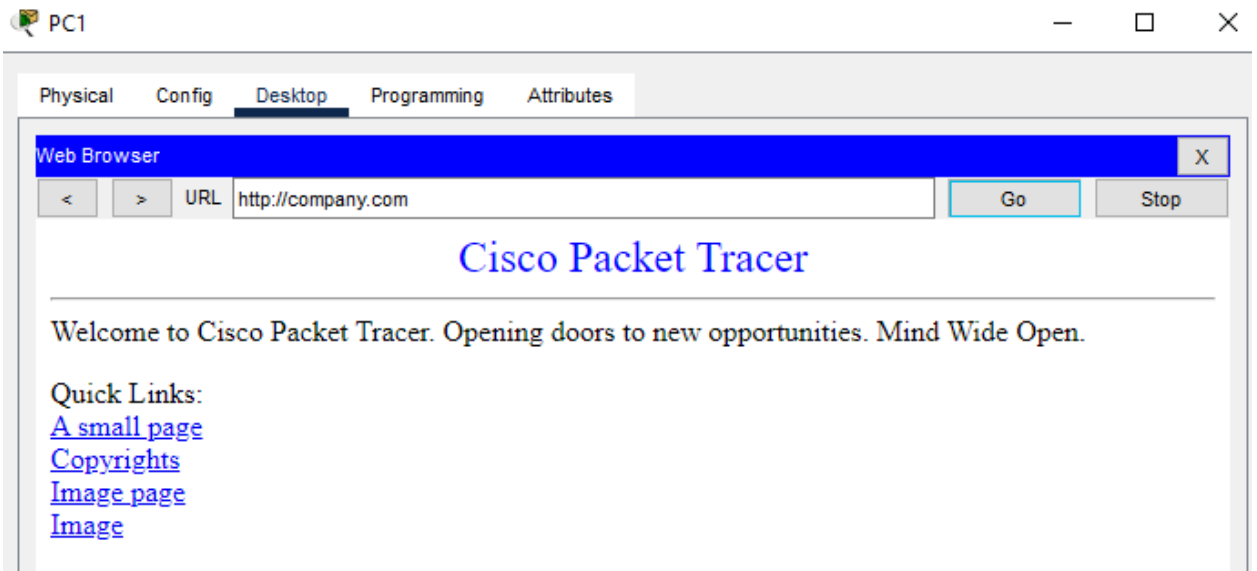 PC1
Physical Config Desktop Programming Attributes
Web Browser X
< > URL http://company.com Go Stop
Cisco Packet Tracer
Welcome to Cisco Packet Tracer. Opening doors to new opportunities. Mind Wide Open.
Quick Links:
A small page
Copyrights
Image page
Image